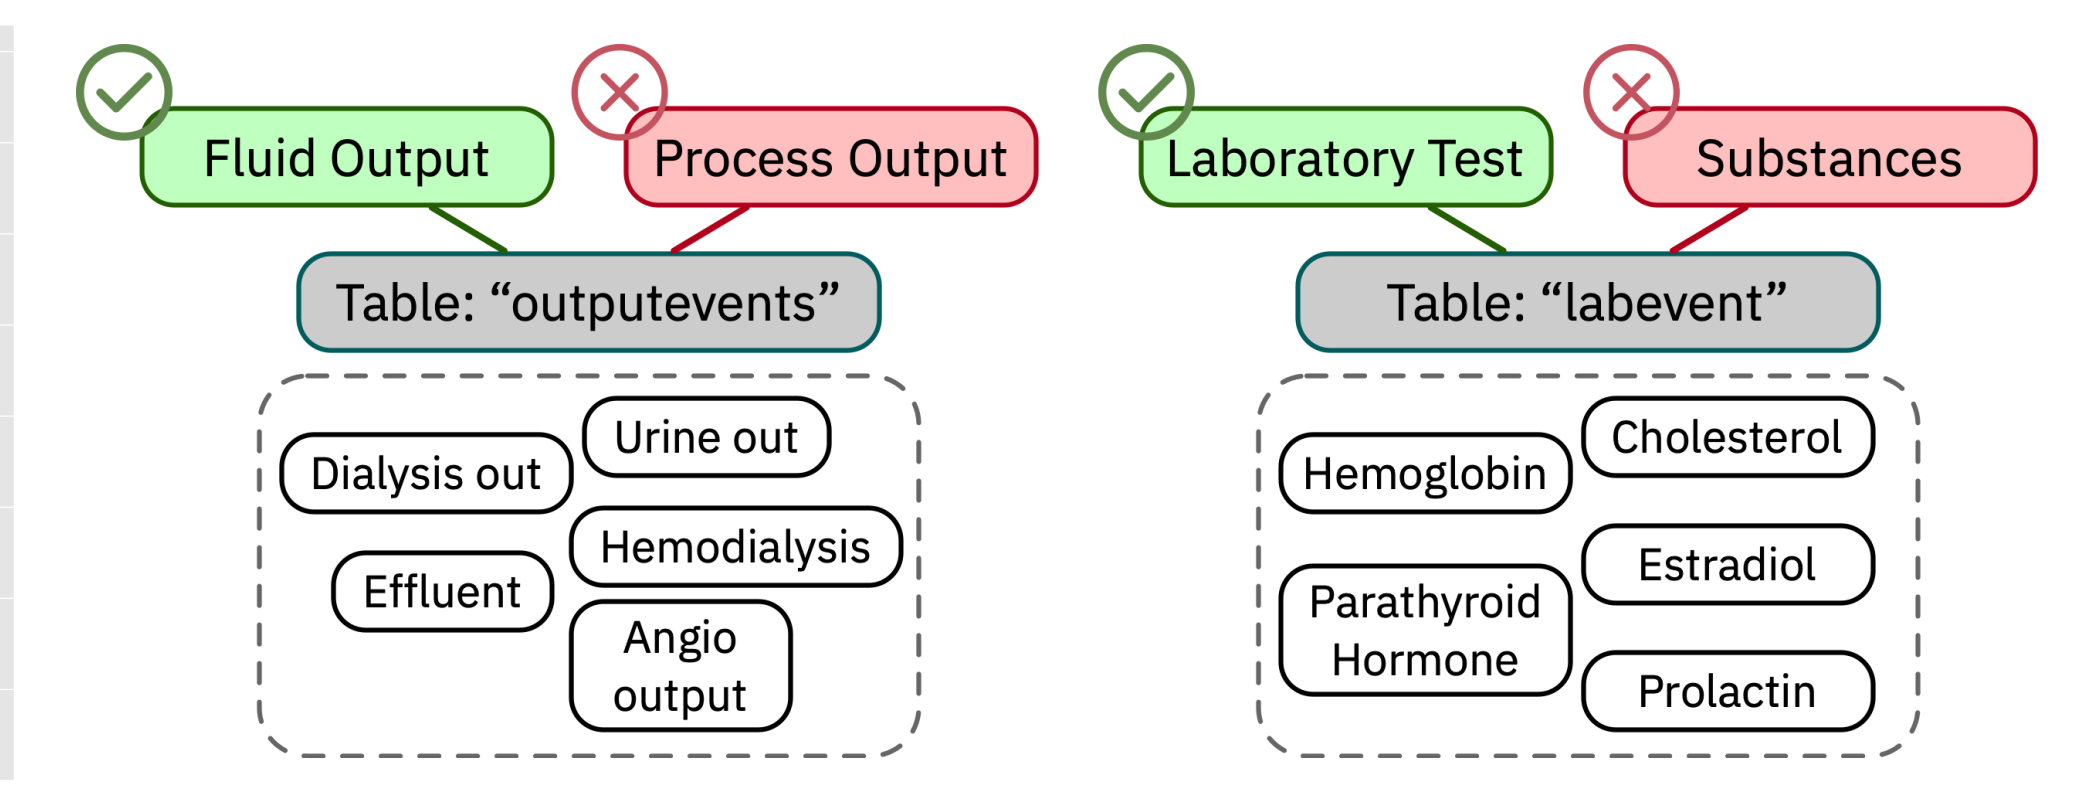 Fluid Output
Process Output
Table: “outputevents”
Urine out
Dialysis out
Hemodialysis
Effluent
Angio
output
Laboratory Test
Substances
Table: “labevent”
Cholesterol
Hemoglobin
Estradiol
Parathyroid
Hormone
Prolactin